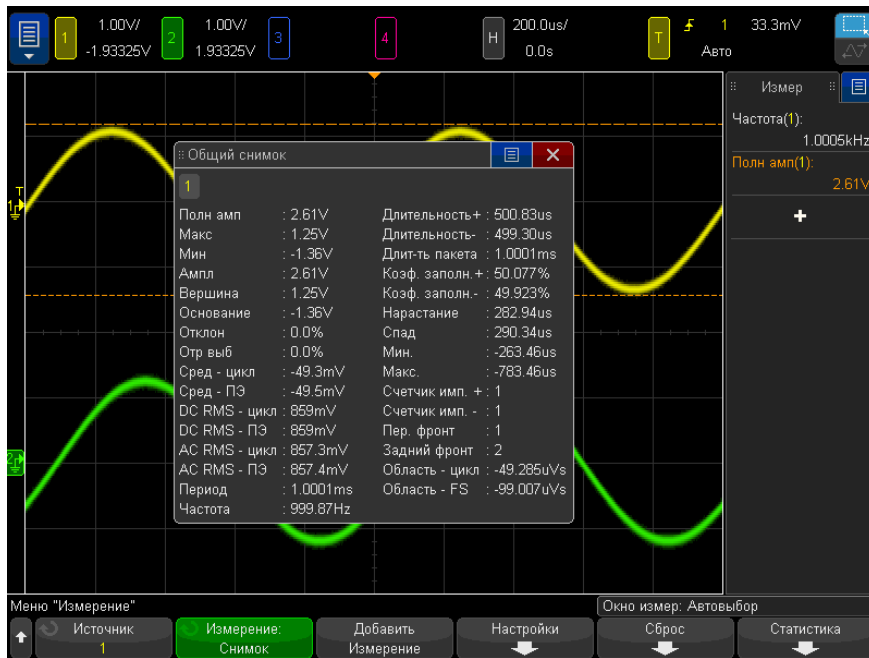 1 1.00V/ 2 1.00V/ 3 4 H 200.0us/ T 1 33.3mV
-1.93325V 1.93325V 0.0s Авто
Измер
Частота(1):
1.0005kHz
Полн амп(1):
2.61V
+
T
1
2
Общий снимок
1
Полн амп : 2.61V Длительность+ : 500.83us
Макс : 1.25V Длительность- : 499.30us
Мин : -1.36V Длит-ть пакета : 1.0001ms
Ампл : 2.61V Коэф. заполн.+ : 50.077%
Вершина : 1.25V Коэф. заполн.- : 49.923%
Основание : -1.36V Нарастание : 282.94us
Отклон : 0.0% Спад : 290.34us
Отр выб : 0.0% Мин. : -263.46us
Сред - цикл : -49.3mV Макс. : -783.46us
Сред - ПЭ : -49.5mV Счетчик имп. + : 1
DC RMS - цикл : 859mV Счетчик имп. - : 1
DC RMS - ПЭ : 859mV Пер. фронт : 1
AC RMS - цикл : 857.3mV Задний фронт : 2
AC RMS - ПЭ : 857.4mV Область - цикл : -49.285uVs
Период : 1.0001ms Область - FS : -99.007uVs
Частота : 999.87Hz
Меню "Измерение" Окно измер: Автовыбор
Источник Измерение: Добавить Настройки Сброс Статистика
1 Снимок Измерение